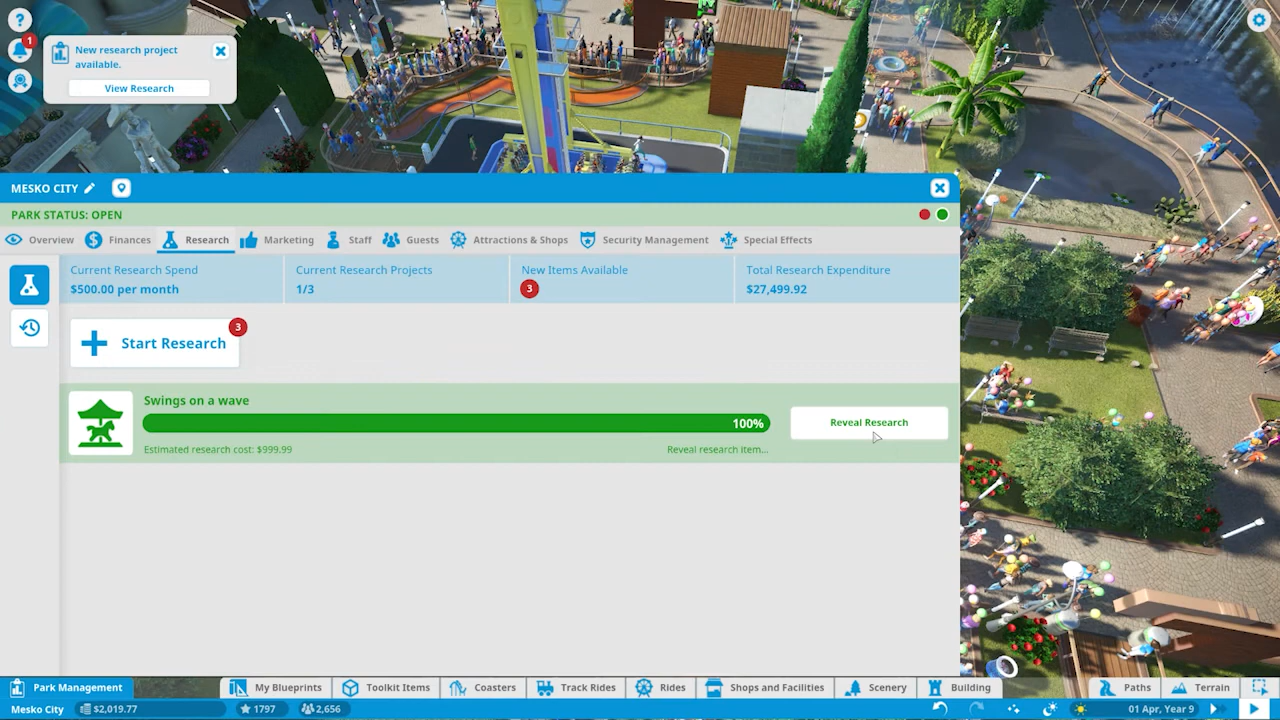 ?
1
New research project
available.
View Research
MESKO CITY
PARK STATUS: OPEN
Overview
Finances
Research
Marketing
Staff
Guests
Attractions & Shops
Security Management
Special Effects
Current Research Spend
$500.00 per month
Current Research Projects
1/3
New Items Available
3
Total Research Expenditure
$27,499.92
Start Research
3
Swings on a wave
100%
Reveal Research
Estimated research cost: $999.99
Reveal research item...
Park Management
My Blueprints
Toolkit Items
Coasters
Track Rides
Rides
Shops and Facilities
Scenery
Building
Paths
Terrain
Mesko City
$2,019.77
1797
2,656
01 Apr, Year 9